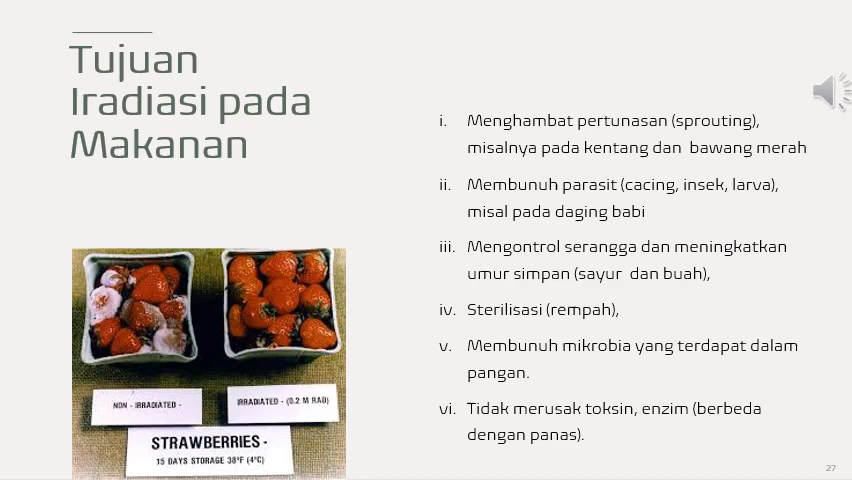 Tujuan
Iradiasi pada
Makanan
i. Menghambat pertunasan (sprouting),
misalnya pada kentang dan bawang merah
ii. Membunuh parasit (cacing, insek, larva),
misal pada daging babi
iii. Mengontrol serangga dan meningkatkan
umur simpan (sayur dan buah),
iv. Sterilisasi (rempah),
v. Membunuh mikrobia yang terdapat dalam
pangan.
vi. Tidak merusak toksin, enzim (berbeda
dengan panas).
NON - IRRADIATED -
IRRADIATED - (0.2 M RAD)
STRAWBERRIES -
15 DAYS STORAGE 38°F (4°C)
27